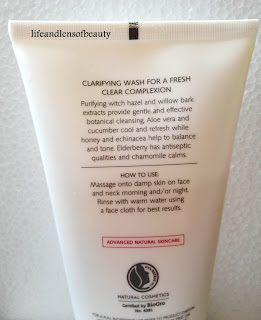 lifeandlensofbeauty
CLARIFYING WASH FOR A FRESH
CLEAR COMPLEXION
Purifying witch hazel and willow bark
extracts provide gentle and effective
botanical cleansing. Aloe vera and
cucumber cool and refresh while
honey and echinacea help to balance
and tone. Elderberry has antiseptic
qualities and chamomile calms.
HOW TO USE:
Massage onto damp skin on face
and neck morning and/or night.
Rinse with warm water using
a face cloth for best results.
ADVANCED NATURAL SKINCARE
NATURAL COSMETICS
Certified by BioGro